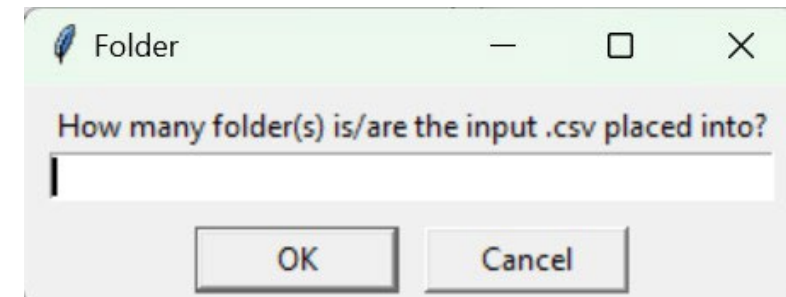 Folder
How many folder(s) is/are the input .csv placed into?
OK
Cancel